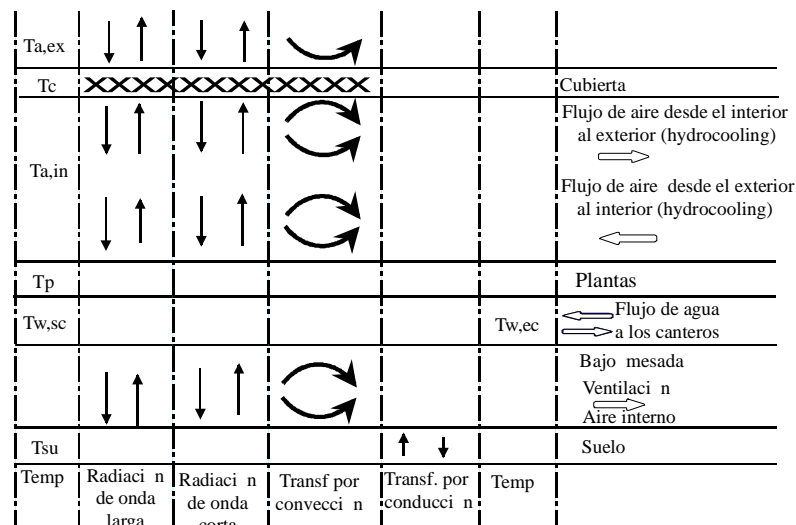 Ta,ex
Tc
Cubierta
Flujo de aire desde el interior
al exterior (hydrocooling)
Ta,in
Flujo de aire desde el exterior
al interior (hydrocooling)
Tp
Plantas
Tw,sc
Tw,ec
Flujo de agua
a los canteros
Bajo mesada
Ventilaci n
Aire interno
Tsu
Suelo
Temp
Radiaci n
de onda
larga
Radiaci n
de onda
corta
Transf por
convecci n
Transf. por
conducci n
Temp